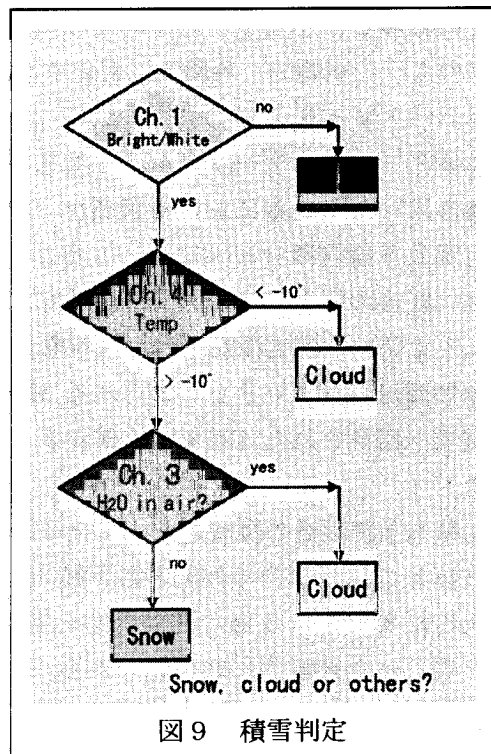 Ch. 1
Bright/White
no
yes
Ch. 4
Temp
< -10°
Cloud
> -10°
Ch. 3
H2O in air?
yes
Cloud
no
Snow
Snow, cloud or others?
図9 積雪判定